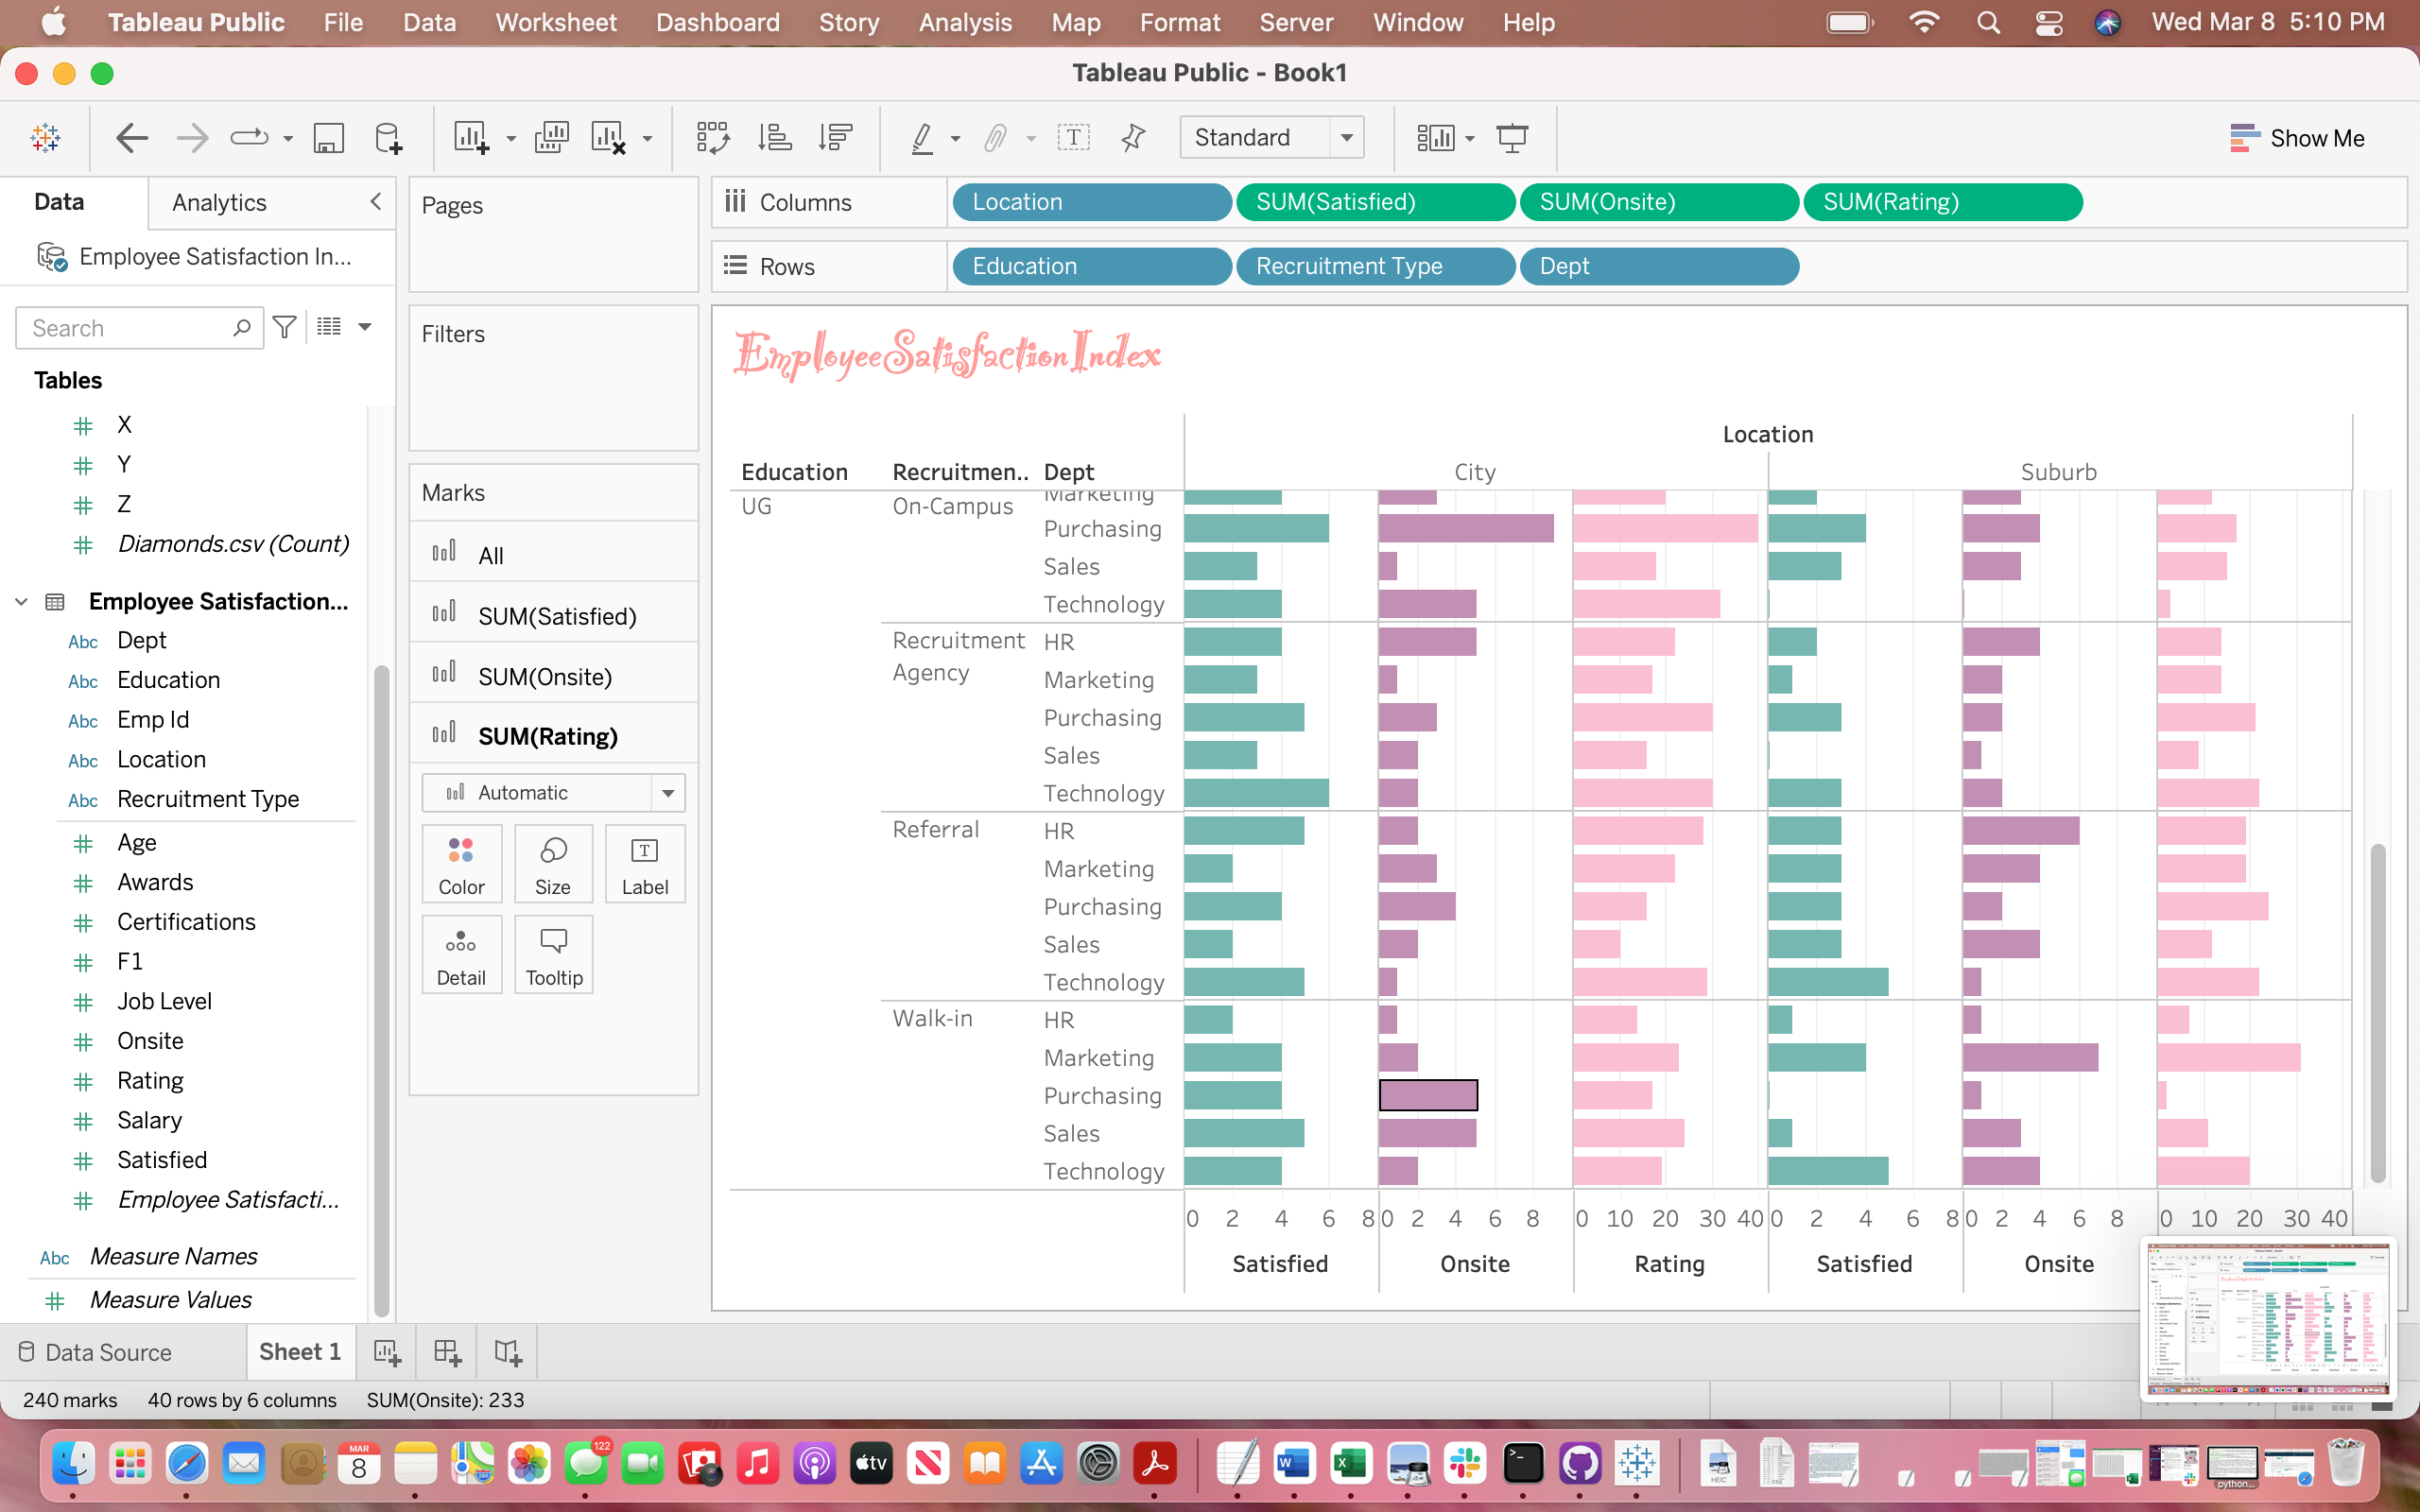 Tableau Public File Data Worksheet Dashboard Story Analysis Map Format Server Window Help Wed Mar 8 5:10 PM
Tableau Public - Book1
Standard Show Me
Data Analytics
Employee Satisfaction In...
Search
Tables
X
Y
Z
Diamonds.csv (Count)
Employee Satisfaction...
Abc Dept
Abc Education
Abc Emp Id
Abc Location
Abc Recruitment Type
Age
Awards
Certifications
F1
Job Level
Onsite
Rating
Salary
Satisfied
Employee Satisfacti...
Abc Measure Names
Measure Values
Pages
Filters
Marks
All
SUM(Satisfied)
SUM(Onsite)
SUM(Rating)
Automatic
Color Size Label
Detail Tooltip
Columns Location SUM(Satisfied) SUM(Onsite) SUM(Rating)
Rows Education Recruitment Type Dept
EmployeeSatisfactionIndex
Location
Education Recruitmen.. Dept City Suburb
UG On-Campus Marketing
Purchasing
Sales
Technology
Recruitment HR
Agency Marketing
Purchasing
Sales
Technology
Referral HR
Marketing
Purchasing
Sales
Technology
Walk-in HR
Marketing
Purchasing
Sales
Technology
0 2 4 6 8 0 2 4 6 8 0 10 20 30 40 0 2 4 6 8 0 2 4 6 8 0 10 20 30 40
Satisfied Onsite Rating Satisfied Onsite
Data Source Sheet 1
240 marks 40 rows by 6 columns SUM(Onsite): 233
MAR
8
280
122
tv
HEIC
python...